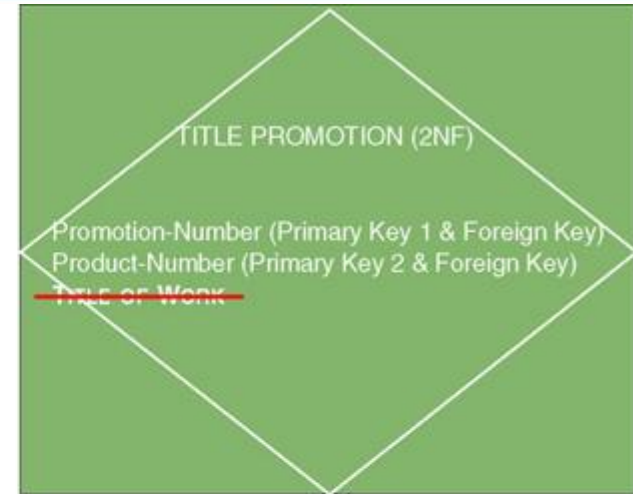 TITLE PROMOTION (2NF)
Promotion-Number (Primary Key 1 & Foreign Key)
Product-Number (Primary Key 2 & Foreign Key)
TITLE OF WORK